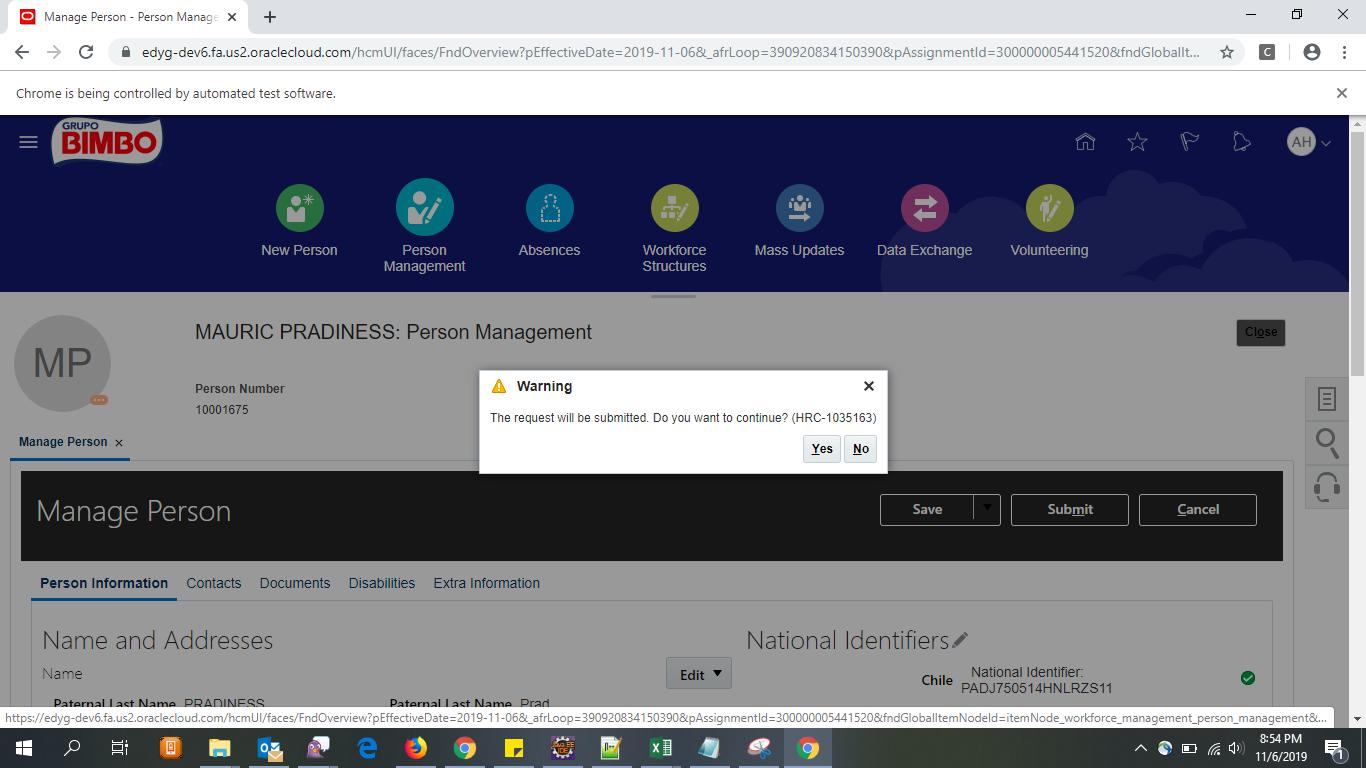 Manage Person - Person Manage
edyg-dev6.fa.us2.oraclecloud.com/hcmUI/faces/FndOverview?pEffectiveDate=2019-11-06&_afrLoop=390920834150390&pAssignmentId=300000005441520&fndGlobalIt...
C
Chrome is being controlled by automated test software.
GRUPO
BIMBO
AH
New Person
Person Management
Absences
Workforce Structures
Mass Updates
Data Exchange
Volunteering
MP
MAURIC PRADINESS: Person Management
Close
Person Number
10001675
Warning
The request will be submitted. Do you want to continue? (HRC-1035163)
Yes No
Manage Person
Manage Person
Save Submit Cancel
Person Information Contacts Documents Disabilities Extra Information
Name and Addresses
National Identifiers
Name
Edit
Chile National Identifier: PADJ750514HNLRZS11
Paternal Last Name PRADINESS Paternal Last Name Prad
https://edyg-dev6.fa.us2.oraclecloud.com/hcmUI/faces/FndOverview?pEffectiveDate=2019-11-06&_afrLoop=390920834150390&pAssignmentId=300000005441520&fndGlobalItemNodeId=itemNode_workforce_management_person_management&...
8:54 PM
11/6/2019
1